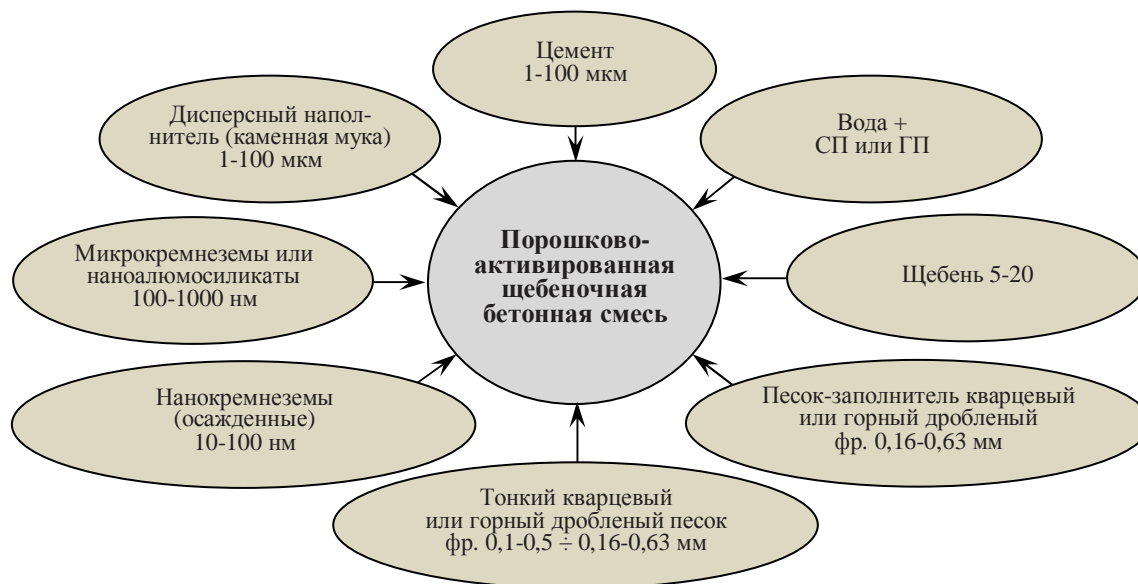 Цемент
1-100 мкм
Дисперсный напол-
нитель (каменная мука)
1-100 мкм
Вода +
СП или ГП
Порошково-
активированная
щебеночная
бетонная смесь
Микрокремнеземы или
наноалюмосиликаты
100-1000 нм
Щебень 5-20
Нанокремнеземы
(осажденные)
10-100 нм
Песок-заполнитель кварцевый
или горный дробленый
фр. 0,16-0,63 мм
Тонкий кварцевый
или горный дробленый песок
фр. 0,1-0,5 ÷ 0,16-0,63 мм